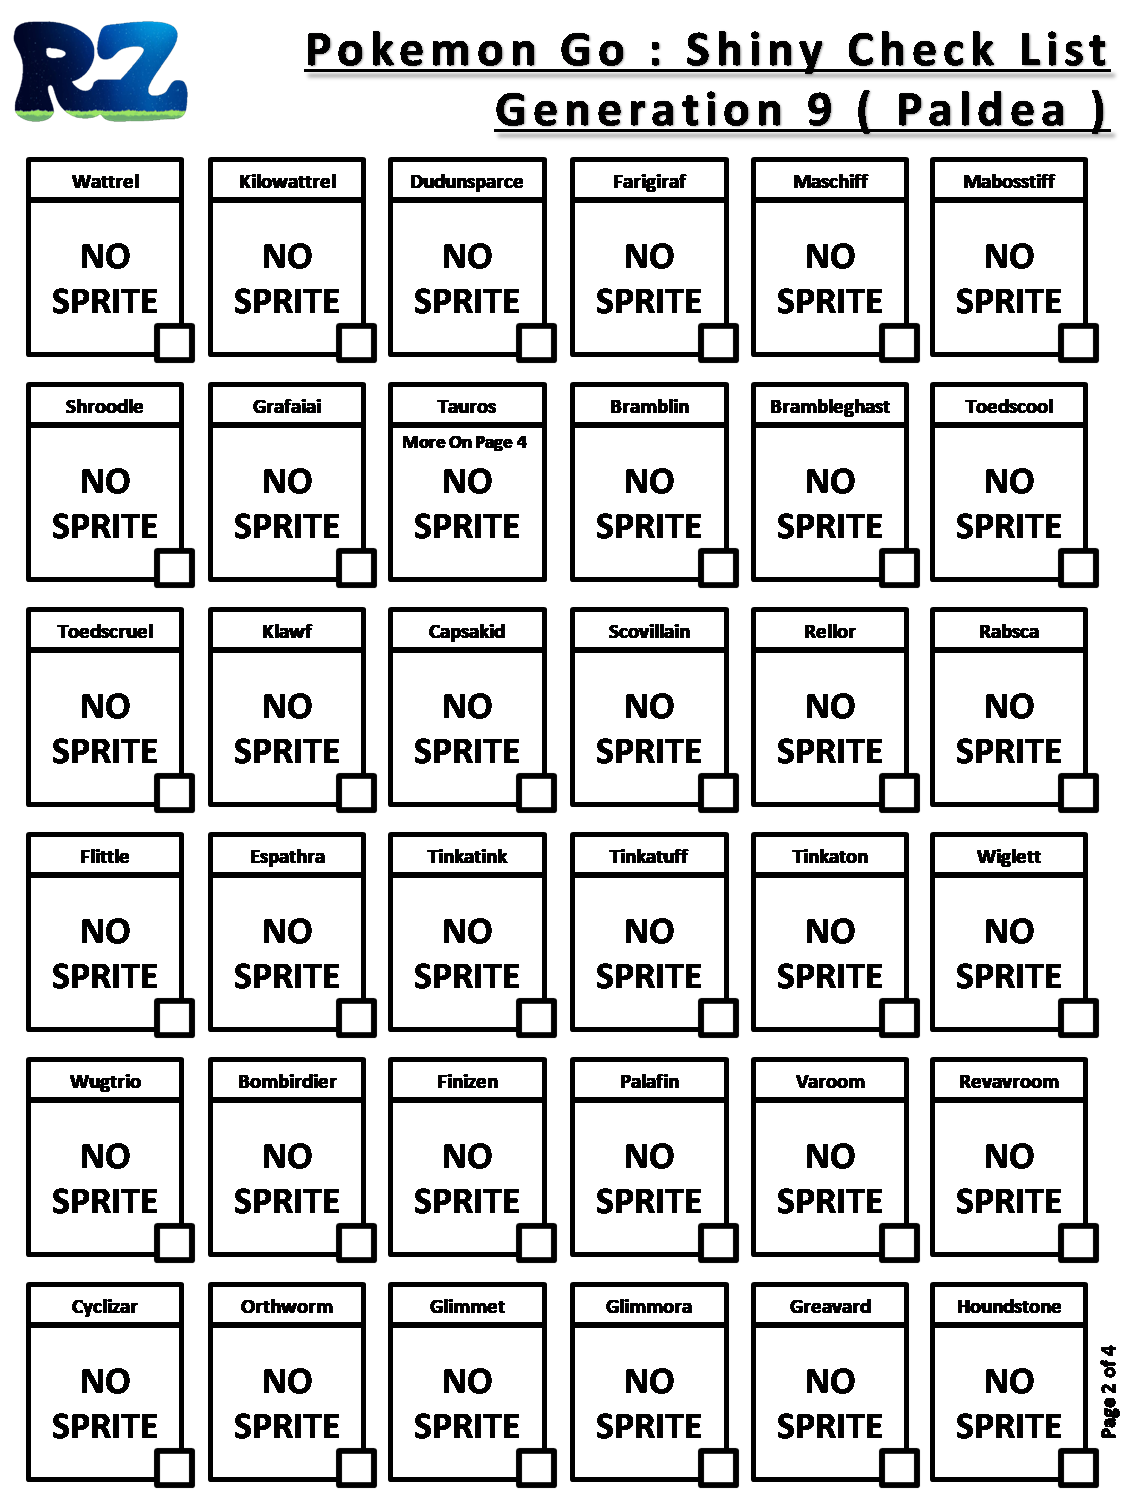 RZ
Pokemon Go : Shiny Check List
Generation 9 ( Paldea )
Wattrel Kilowattrel Dudunsparce Farigiraf Maschiff Mabosstiff
NO NO NO NO NO NO
SPRITE SPRITE SPRITE SPRITE SPRITE SPRITE
Shroodle Grafaiai Tauros Bramblin Brambleghast Toedscool
More On Page 4
NO NO NO NO NO NO
SPRITE SPRITE SPRITE SPRITE SPRITE SPRITE
Toedscruel Klawf Capsakid Scovillain Rellor Rabsca
NO NO NO NO NO NO
SPRITE SPRITE SPRITE SPRITE SPRITE SPRITE
Flittle Espathra Tinkatink Tinkatuff Tinkaton Wiglett
NO NO NO NO NO NO
SPRITE SPRITE SPRITE SPRITE SPRITE SPRITE
Wugtrio Bombirdier Finizen Palafin Varoom Revavroom
NO NO NO NO NO NO
SPRITE SPRITE SPRITE SPRITE SPRITE SPRITE
Cyclizar Orthworm Glimmet Glimmora Greavard Houndstone
NO NO NO NO NO NO
SPRITE SPRITE SPRITE SPRITE SPRITE SPRITE
Page 2 of 4